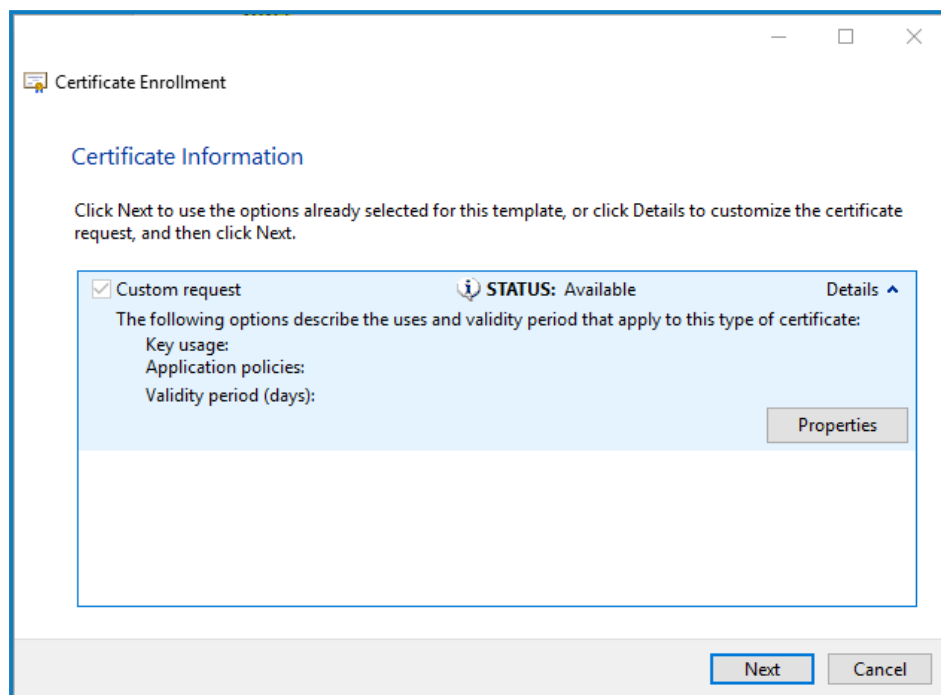 Certificate Enrollment
Certificate Information
Click Next to use the options already selected for this template, or click Details to customize the certificate
request, and then click Next.
Custom request STATUS: Available Details
The following options describe the uses and validity period that apply to this type of certificate:
Key usage:
Application policies:
Validity period (days):
Properties
Next Cancel